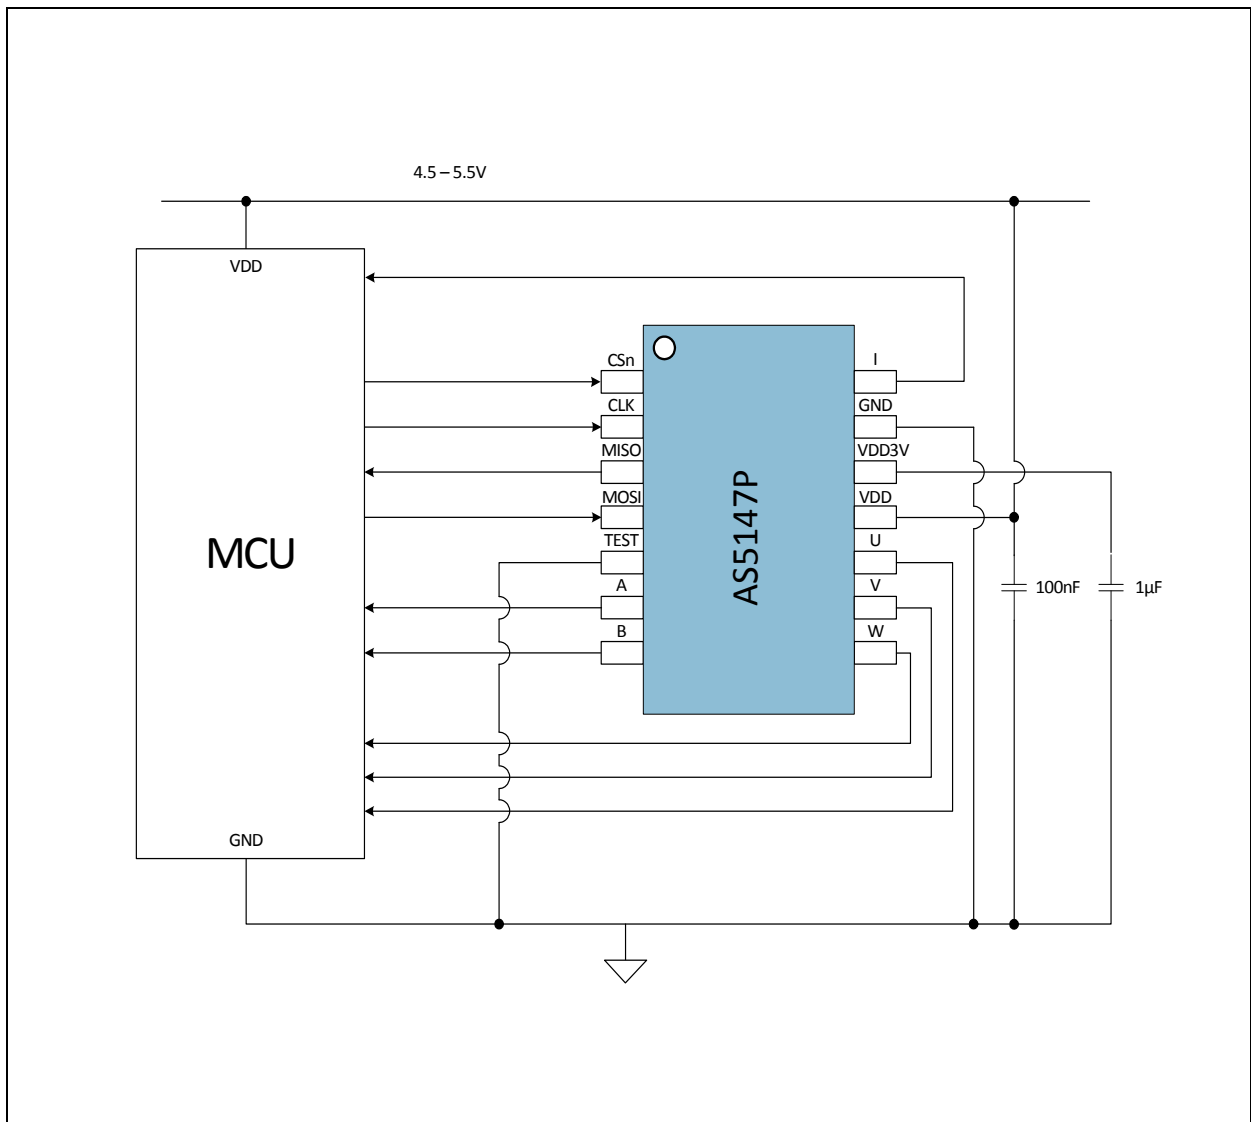 4.5 – 5.5V
VDD
CSn
CLK
MISO
MOSI
TEST
A
B
MCU
AS5147P
I
GND
VDD3V
VDD
U
V
W
100nF
1µF
GND